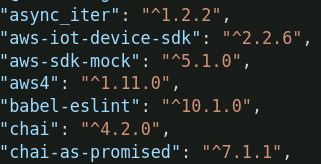 "async_iter": "^1.2.2",
"aws-iot-device-sdk": "^2.2.6",
"aws-sdk-mock": "^5.1.0",
"aws4": "^1.11.0",
"babel-eslint": "^10.1.0",
"chai": "^4.2.0",
"chai-as-promised": "^7.1.1",